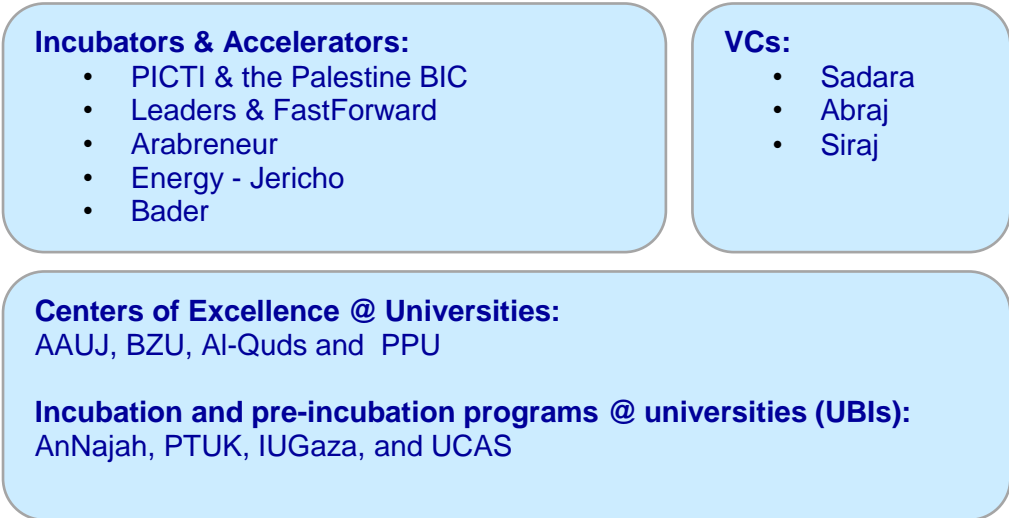 Incubators & Accelerators:
• PICTI & the Palestine BIC
• Leaders & FastForward
• Arabreneur
• Energy - Jericho
• Bader
VCs:
• Sadara
• Abraj
• Siraj
Centers of Excellence @ Universities:
AAUJ, BZU, Al-Quds and PPU
Incubation and pre-incubation programs @ universities (UBIs):
AnNajah, PTUK, IUGaza, and UCAS